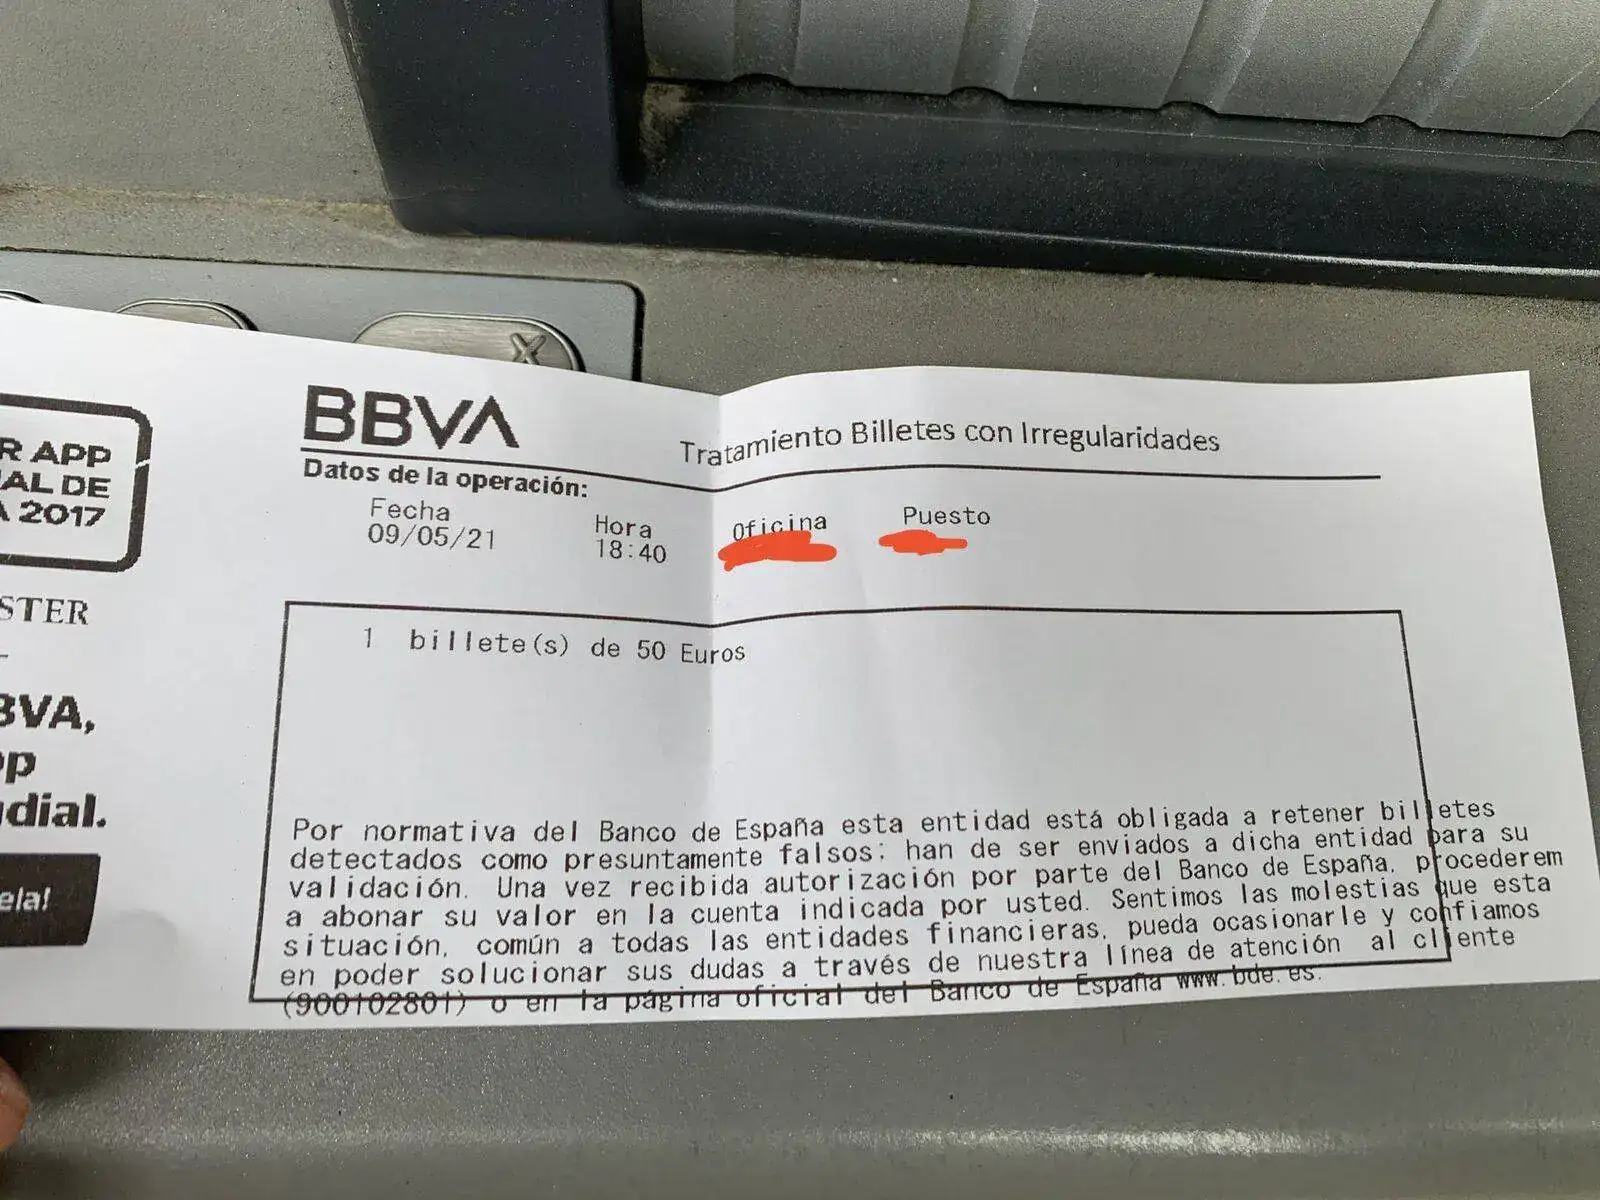 R APP
AL DE
A 2017
STER
BVA,
pp
dial.
ela!
BBVA
Tratamiento Billetes con Irregularidades
Datos de la operación:
Fecha Hora Oficina Puesto
09/05/21 18:40
1 billete(s) de 50 Euros
Por normativa del Banco de España esta entidad está obligada a retener billetes
detectados como presuntamente falsos: han de ser enviados a dicha entidad para su
validación. Una vez recibida autorización por parte del Banco de España, procederem
a abonar su valor en la cuenta indicada por usted. Sentimos las molestias que esta
situación, común a todas las entidades financieras, pueda ocasionarle y confiamos
en poder solucionar sus dudas a través de nuestra línea de atención al cliente
(900102801) o en la página oficial del Banco de España www.bde.es.
X